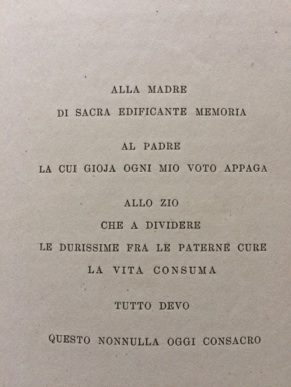 ALLA MADRE
DI SACRA EDIFICANTE MEMORIA
AL PADRE
LA CUI GIOJA OGNI MIO VOTO APPAGA
ALLO ZIO
CHE A DIVIDERE
LE DURISSIME FRA LE PATERNE CURE
LA VITA CONSUMA
TUTTO DEVO
QUESTO NONNULLA OGGI CONSACRO